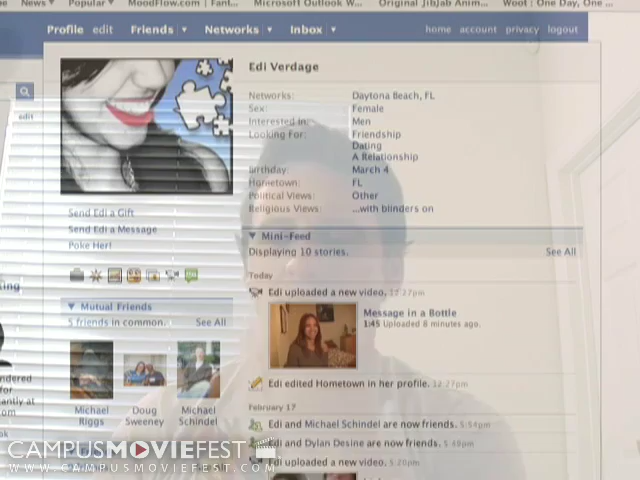 News Popular MoodFlow.com | Fant... Microsoft Outlook W... Original JibJab Anim... Woot | One Day, One ...
Profile edit Friends Networks Inbox home account privacy logout
Edi Verdage
edit
Networks: Daytona Beach, FL
Sex: Female
Interested in: Men
Looking For: Friendship
Dating
A Relationship
Birthday: March 4
Hometown: FL
Political Views: Other
Religious Views: ...with blinders on
Send Edi a Gift
Send Edi a Message
Poke Her!
Mini-Feed
Displaying 10 stories. See All
Today
Edi uploaded a new video. 12:27pm
Message in a Bottle
1:45 Uploaded 8 minutes ago.
Mutual Friends
5 friends in common. See All
Michael Riggs
Doug Sweeney
Michael Schindel
Edi edited Hometown in her profile. 12:27pm
February 17
Edi and Michael Schindel are now friends. 5:54pm
Edi and Dylan Desine are now friends. 5:48pm
Edi uploaded a new video. 5:20pm
CAMPUSMOVIEFEST
WWW.CAMPUSMOVIEFEST.COM